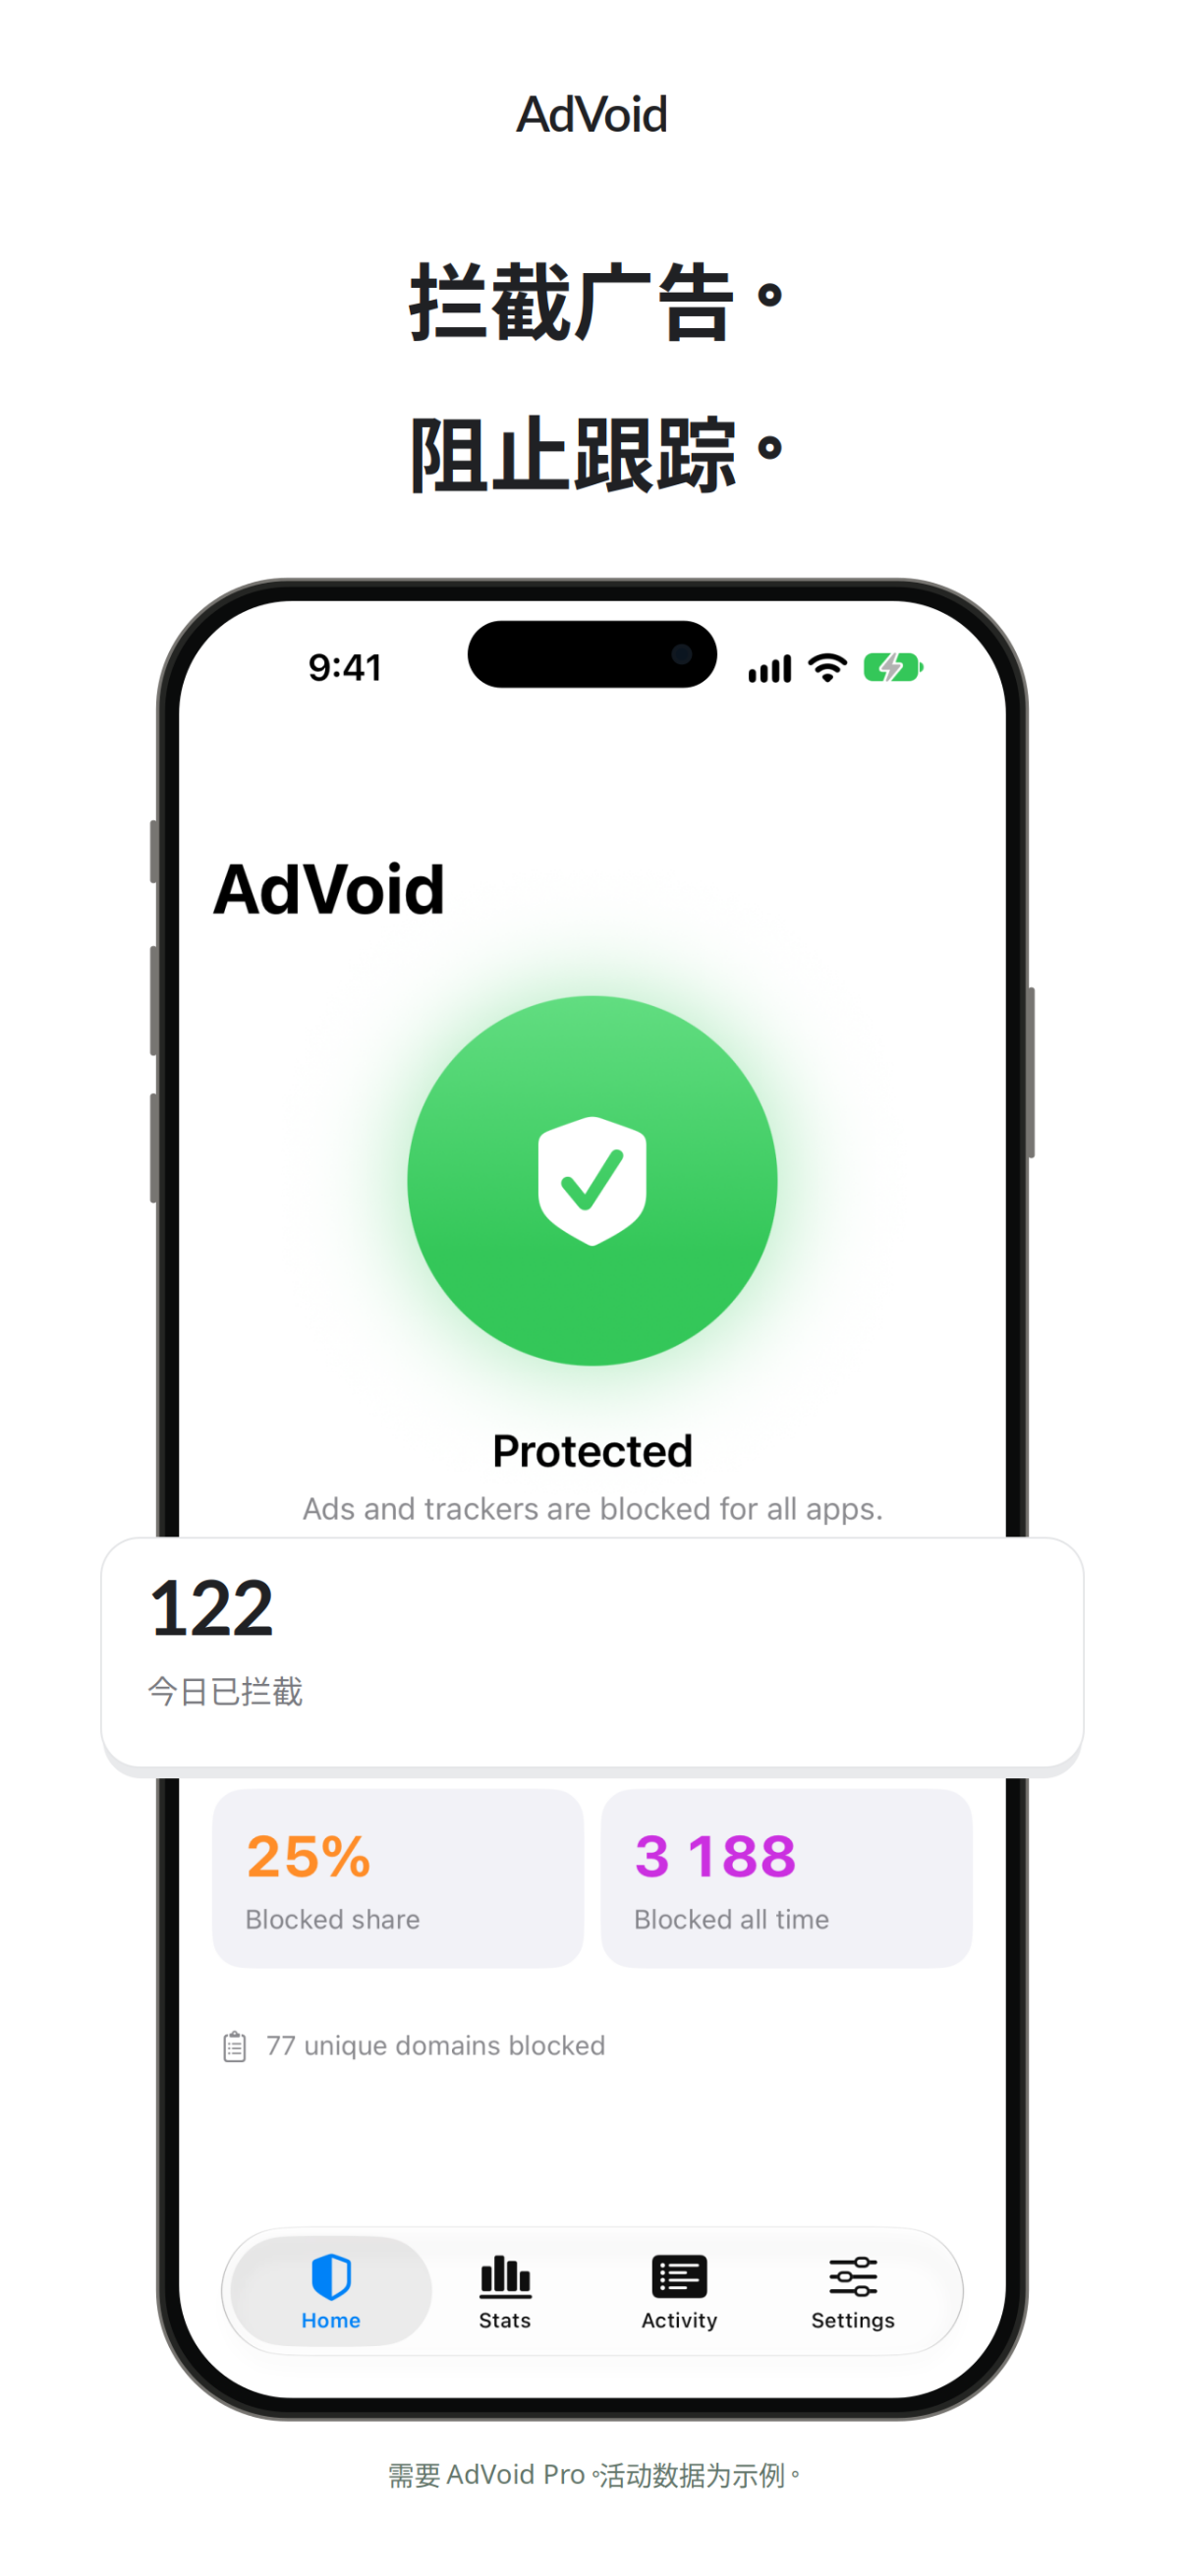 AdVoid
拦截广告。
阻止跟踪。
9:41
AdVoid
Protected
Ads and trackers are blocked for all apps.
122
今日已拦截
25%
3 188
Blocked share
Blocked all time
77 unique domains blocked
Home
Stats
Activity
Settings
需要 AdVoid Pro。活动数据为示例。